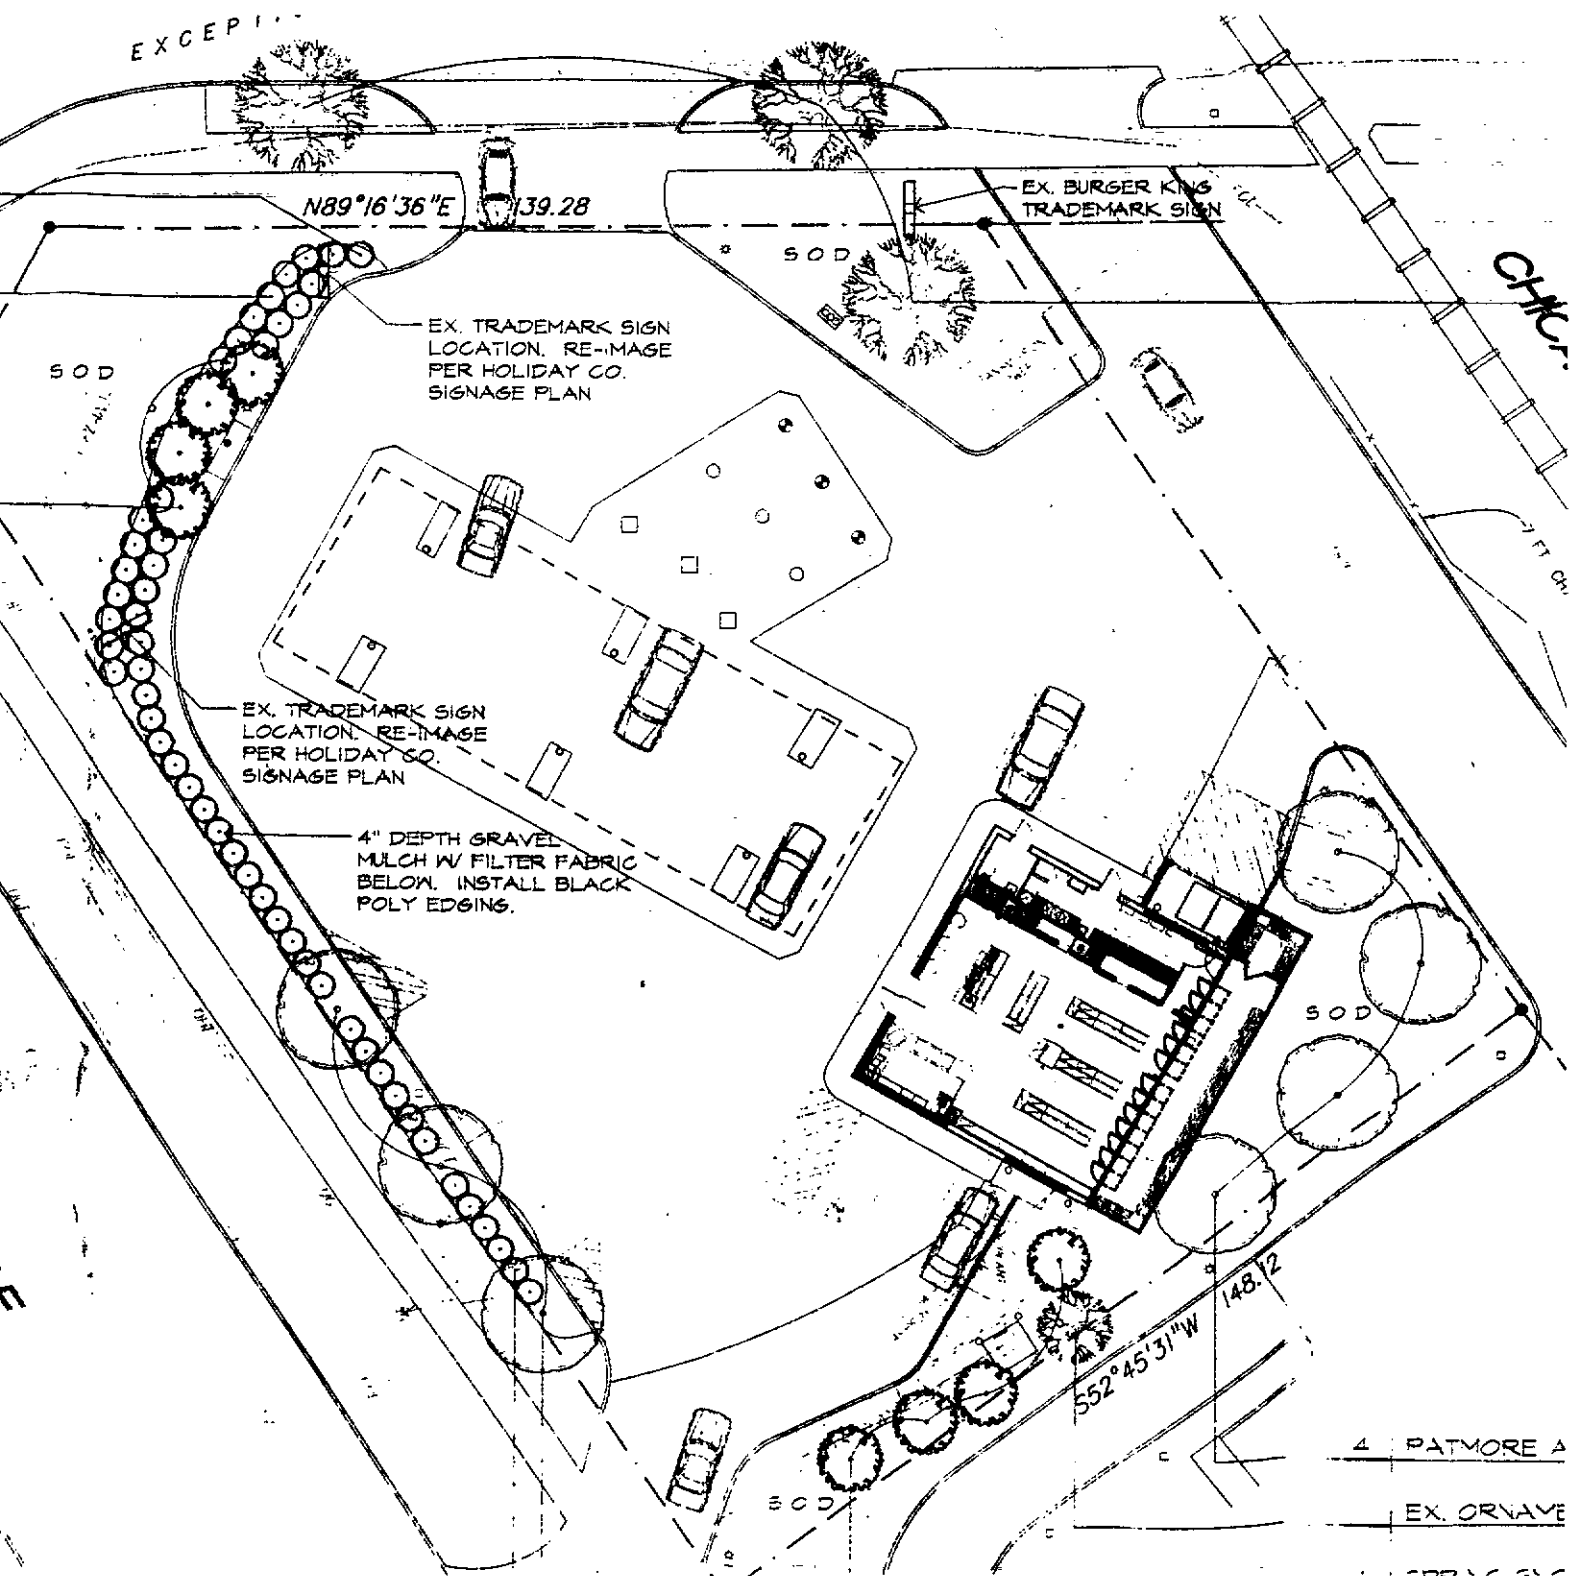 N89°16'36"E 139.28
EX. BURGER KING
TRADEMARK SIGN
SOD
EX. TRADEMARK SIGN
LOCATION. RE-IMAGE
PER HOLIDAY CO.
SIGNAGE PLAN
SOD
EX. TRADEMARK SIGN
LOCATION. RE-IMAGE
PER HOLIDAY CO.
SIGNAGE PLAN
4" DEPTH GRAVEL
MULCH W/ FILTER FABRIC
BELOW. INSTALL BLACK
POLY EDGING.
SOD
148.12
S52°45'31"W
SOD
4 PATMORE A
EX. ORNAME